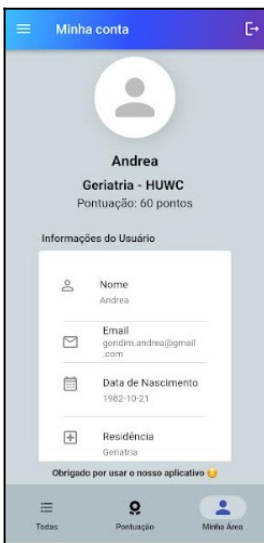 Minha conta
Andrea
Geriatria - HUWC
Pontuação: 60 pontos
Informações do Usuário
Nome
Andrea
Email
gondim.andrea@gmail
.com
Data de Nascimento
1982-10-21
Residência
Geriatria
Obrigado por usar o nosso aplicativo 😊
Todas
Pontuação
Minha Área